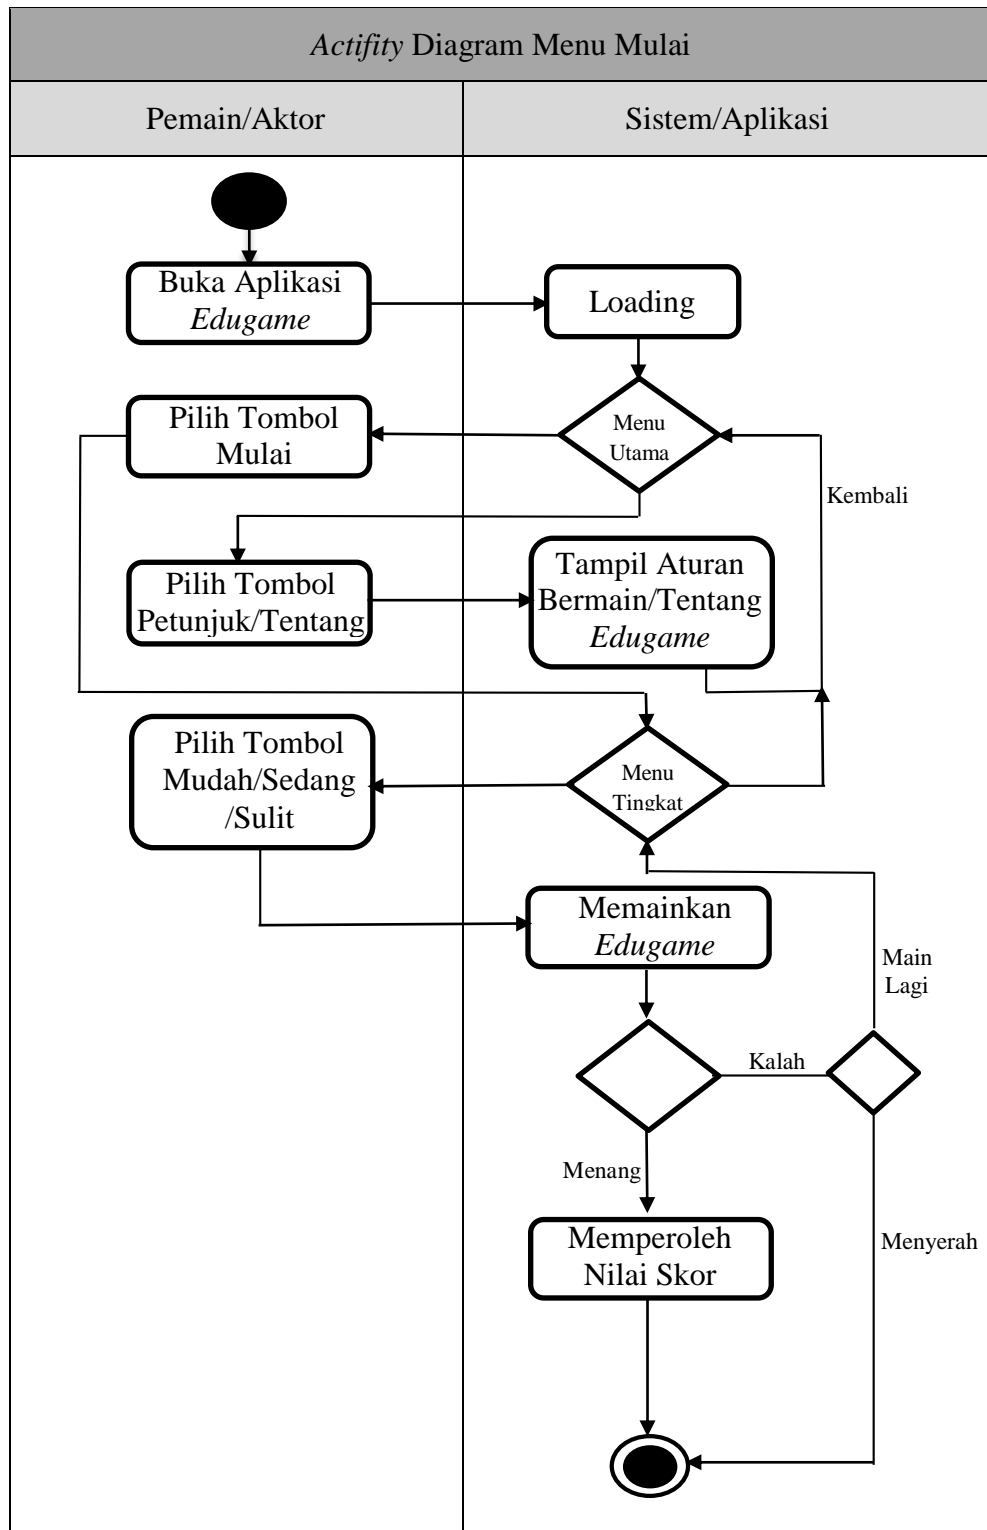 Actifity Diagram Menu Mulai
Pemain/Aktor
Sistem/Aplikasi
Buka Aplikasi
Edugame
Loading
Pilih Tombol
Mulai
Menu
Utama
Kembali
Pilih Tombol
Petunjuk/Tentang
Tampil Aturan
Bermain/Tentang
Edugame
Pilih Tombol
Mudah/Sedang
/Sulit
Menu
Tingkat
Memainkan
Edugame
Main
Lagi
Kalah
Menang
Memperoleh
Nilai Skor
Menyerah